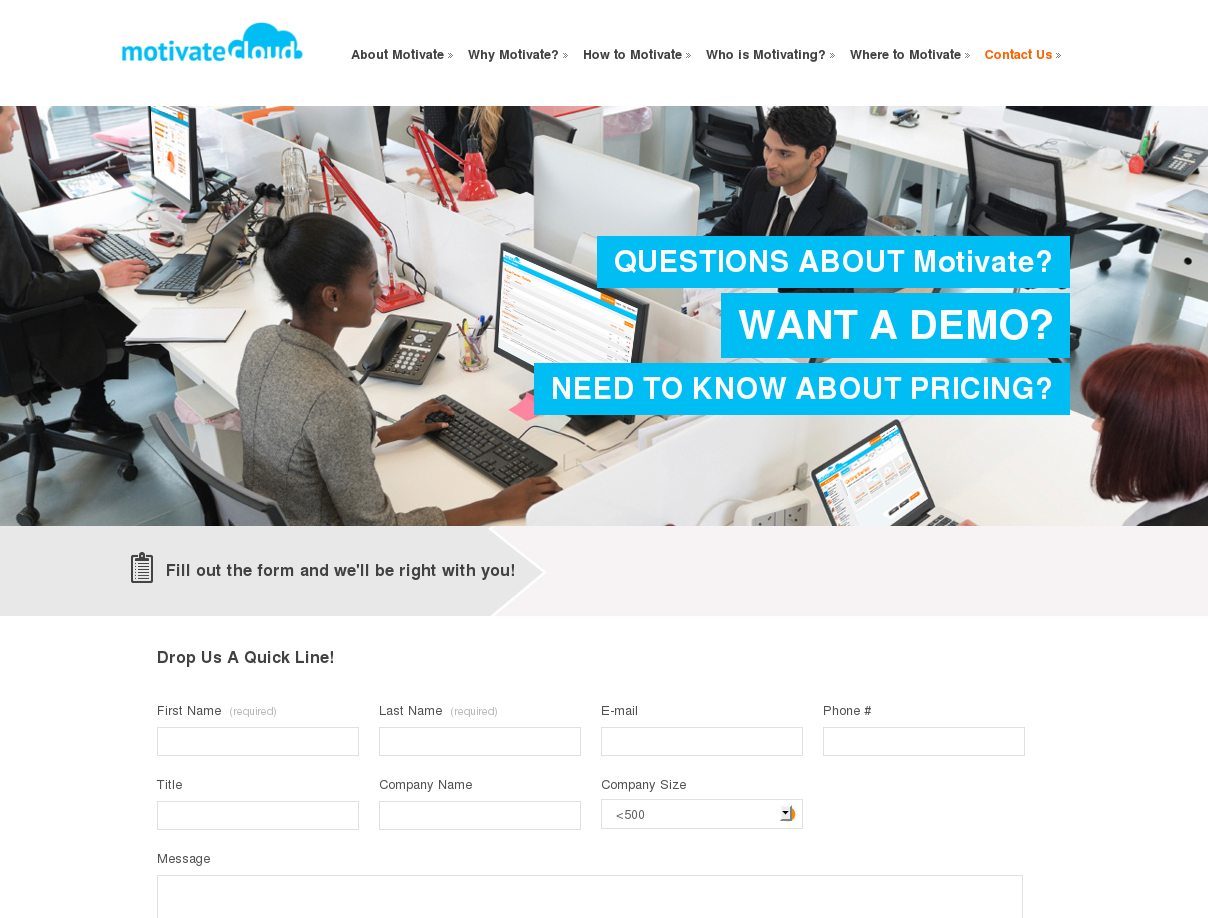 motivatecloud
About Motivate Why Motivate? How to Motivate Who is Motivating? Where to Motivate Contact Us
QUESTIONS ABOUT Motivate?
WANT A DEMO?
NEED TO KNOW ABOUT PRICING?
Fill out the form and we'll be right with you!
Drop Us A Quick Line!
First Name (required) Last Name (required) E-mail Phone #
Title Company Name Company Size
<500
Message